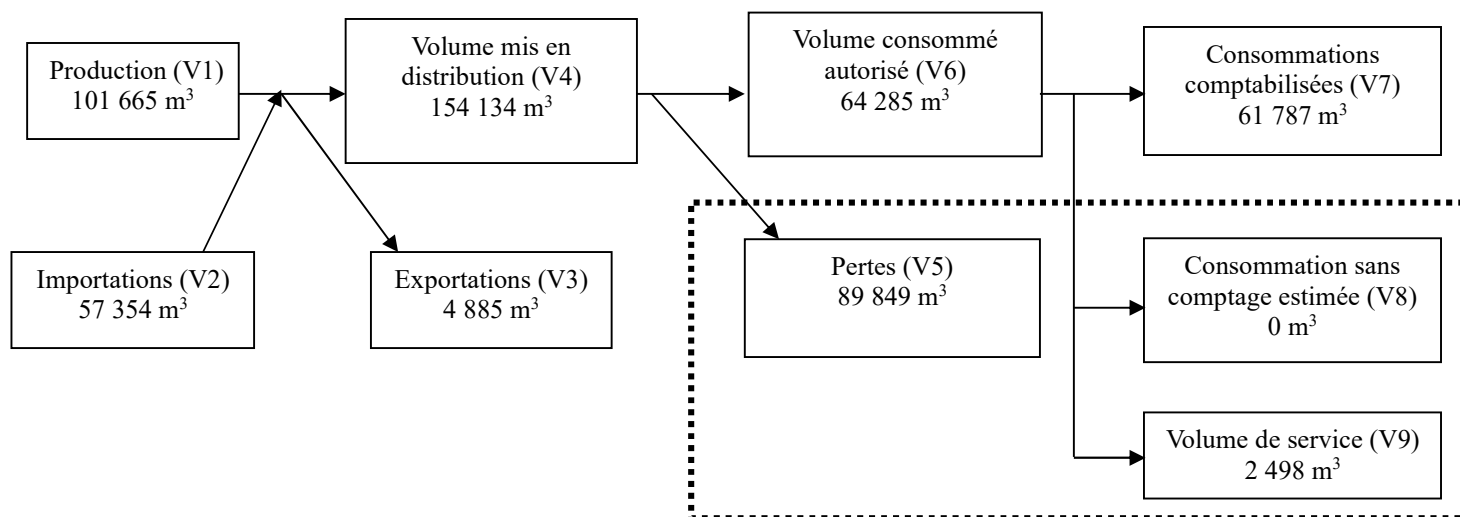 Production (V1)
101 665 m³
Volume mis en
distribution (V4)
154 134 m³
Volume consommé
autorisé (V6)
64 285 m³
Consommations
comptabilisées (V7)
61 787 m³
Importations (V2)
57 354 m³
Exportations (V3)
4 885 m³
Pertes (V5)
89 849 m³
Consommation sans
comptage estimée (V8)
0 m³
Volume de service (V9)
2 498 m³